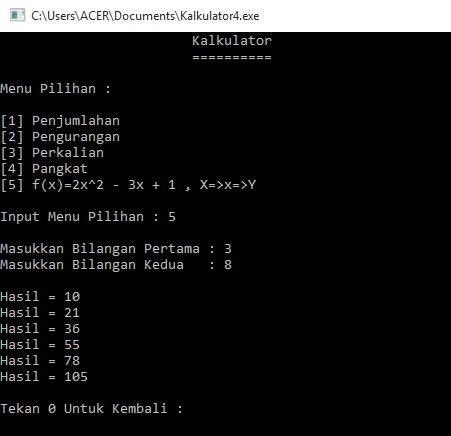 C:\Users\ACER\Documents\Kalkulator4.exe
Kalkulator
==========
Menu Pilihan :
[1] Penjumlahan
[2] Pengurangan
[3] Perkalian
[4] Pangkat
[5] f(x)=2x^2 - 3x + 1 , X=>x=>Y
Input Menu Pilihan : 5
Masukkan Bilangan Pertama : 3
Masukkan Bilangan Kedua   : 8
Hasil = 10
Hasil = 21
Hasil = 36
Hasil = 55
Hasil = 78
Hasil = 105
Tekan 0 Untuk Kembali :